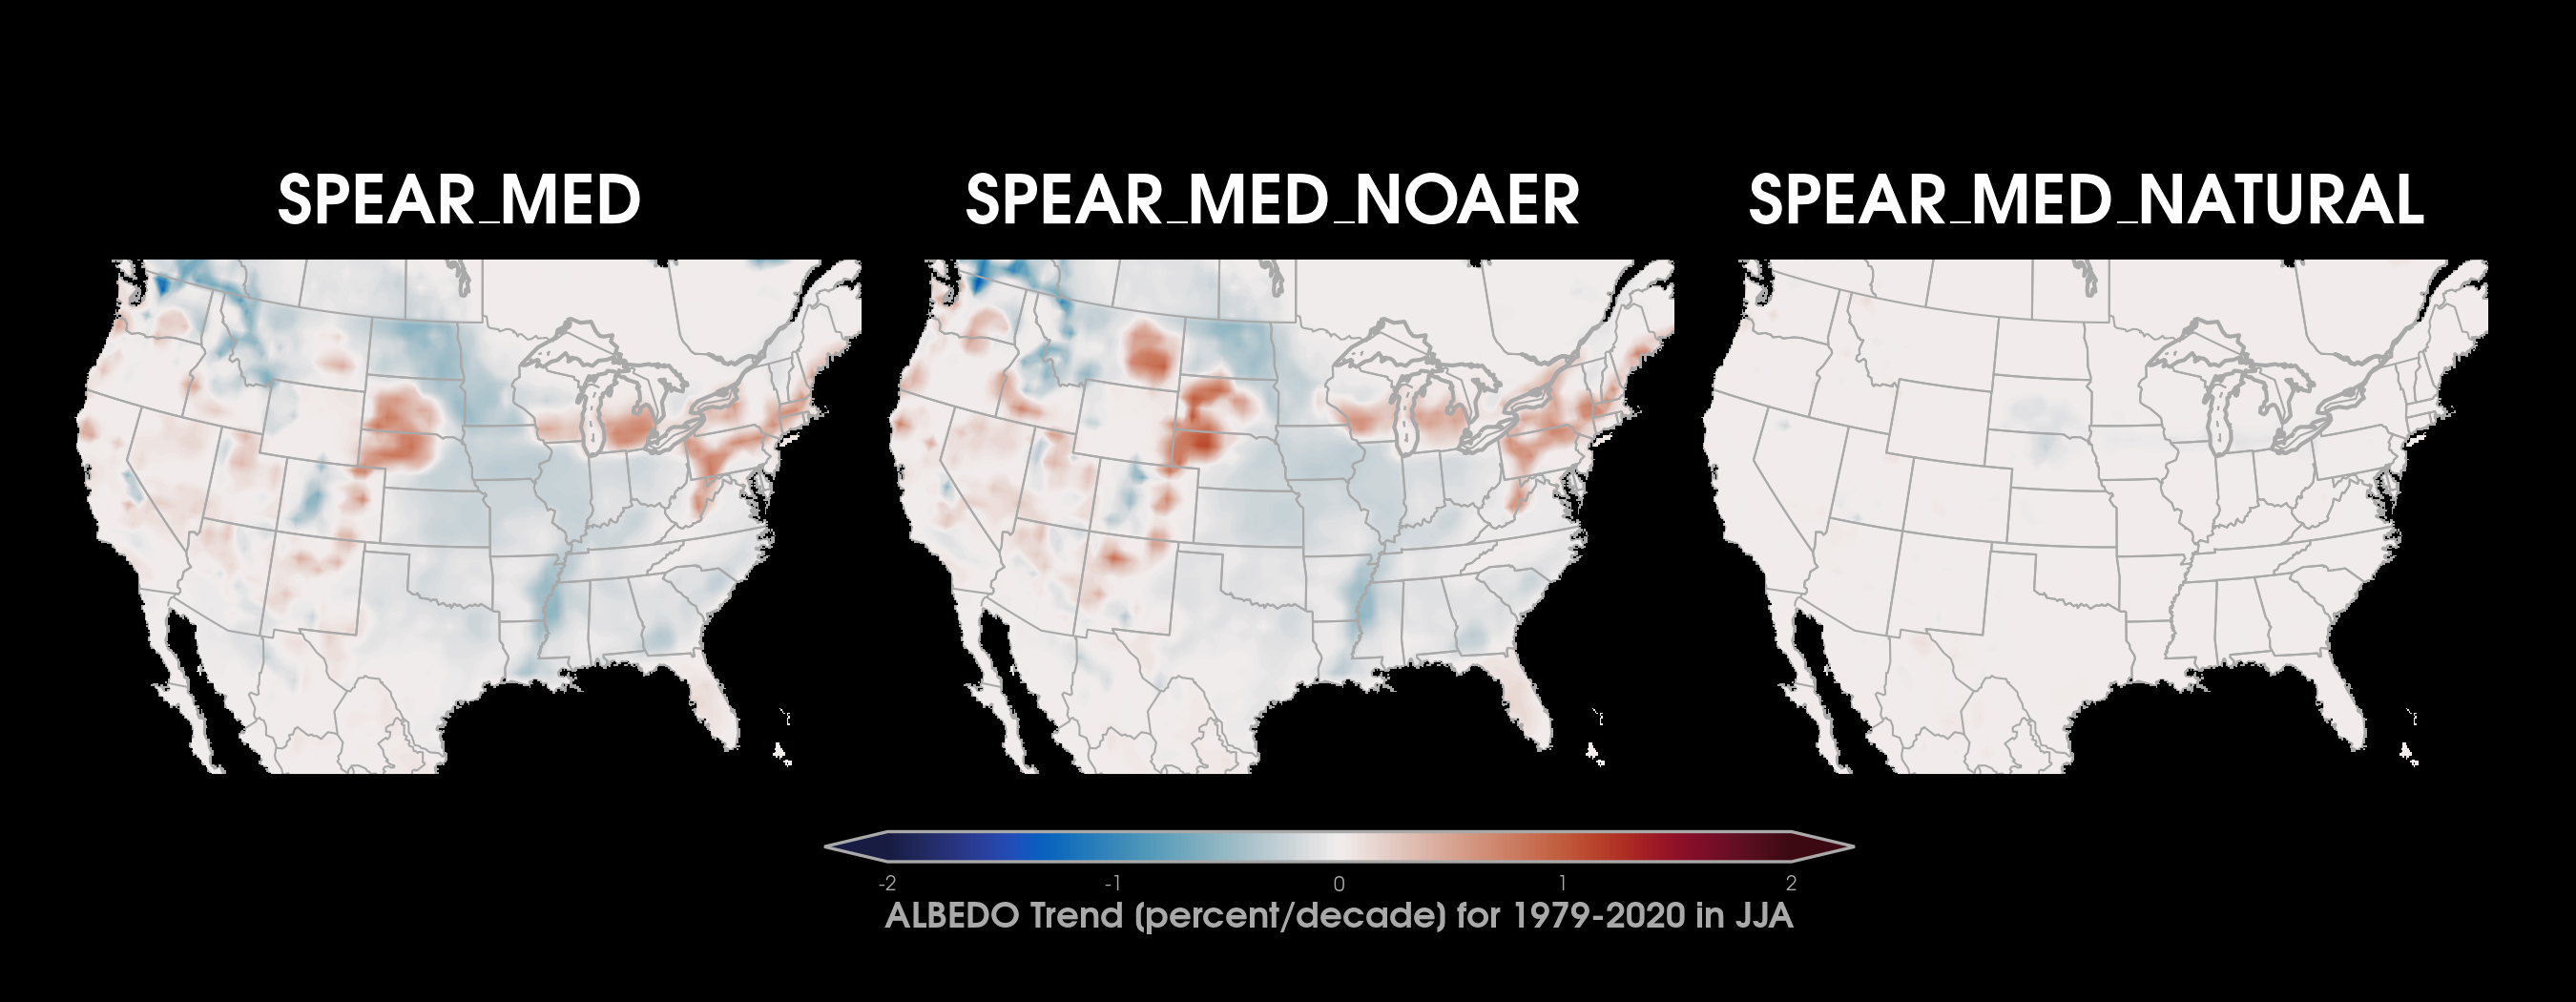 SPEAR_MED
SPEAR_MED_NOAER
SPEAR_MED_NATURAL
-2 -1 0 1 2
ALBEDO Trend (percent/decade) for 1979-2020 in JJA